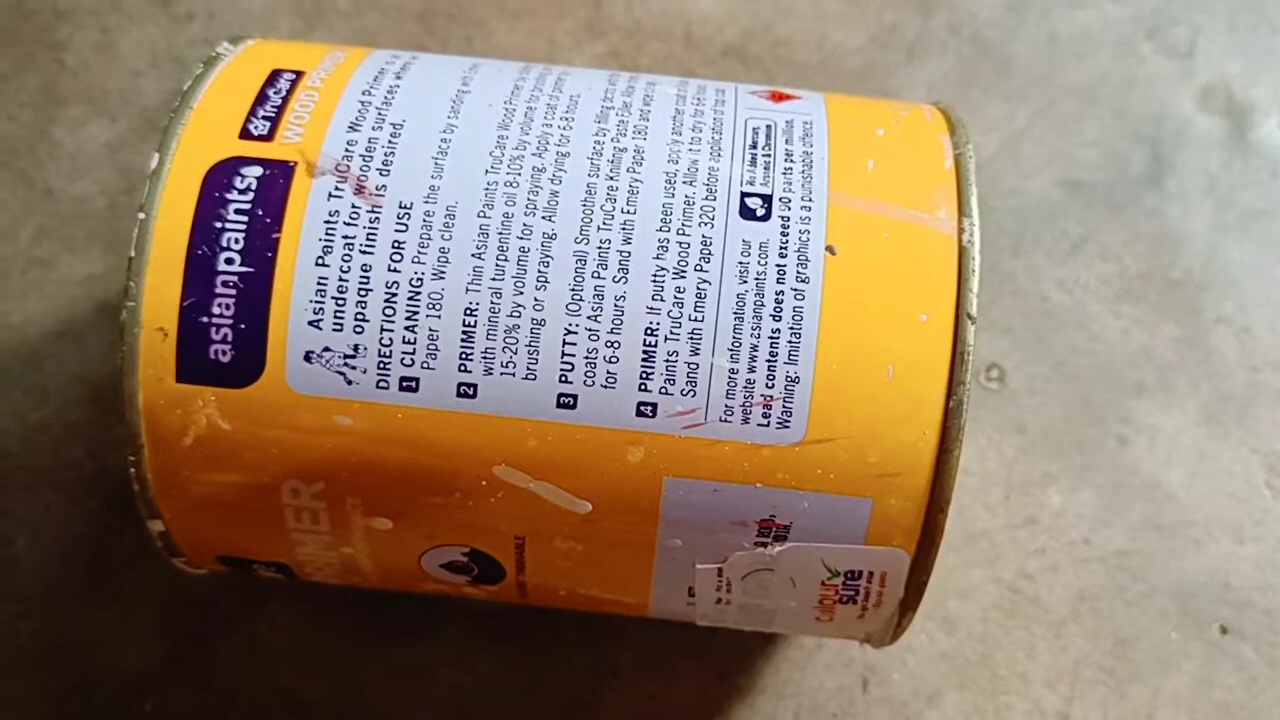 asianpaints
TruCare
WOOD PRIMER
Asian Paints TruCare Wood Primer is
undercoat for wooden surfaces where
opaque finish is desired.
DIRECTIONS FOR USE
1 CLEANING: Prepare the surface by sanding with
Paper 180. Wipe clean.
2 PRIMER: Thin Asian Paints TruCare Wood Primer
with mineral turpentine oil 8-10% by volume for brushing
15-20% by volume for spraying. Apply a coat of
brushing or spraying. Allow drying for 6-8 hours.
3 PUTTY: (Optional) Smoothen surface by filling dents with
coats of Asian Paints TruCare Knifing Paste Filler. Allow
for 6-8 hours. Sand with Emery Paper 180 and wipe
4 PRIMER: If putty has been used, apply another coat of
Paints TruCare Wood Primer. Allow it to dry for 6-8
Sand with Emery Paper 320 before application of top coat
For more information, visit our
website www.asianpaints.com.
No Added Mercury,
Arsenic & Chromium
Lead contents does not exceed 90 parts per million.
Warning: Imitation of graphics is a punishable offence.
Colour
sure